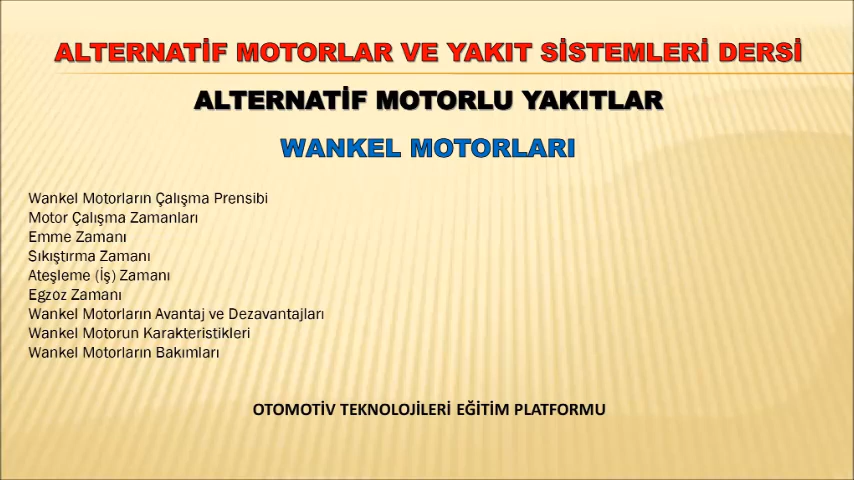 ALTERNATİF MOTORLAR VE YAKIT SİSTEMLERİ DERSİ
ALTERNATİF MOTORLU YAKITLAR
WANKEL MOTORLARI
Wankel Motorların Çalışma Prensibi
Motor Çalışma Zamanları
Emme Zamanı
Sıkıştırma Zamanı
Ateşleme (İş) Zamanı
Egzoz Zamanı
Wankel Motorların Avantaj ve Dezavantajları
Wankel Motorun Karakteristikleri
Wankel Motorların Bakımları
OTOMOTİV TEKNOLOJİLERİ EĞİTİM PLATFORMU